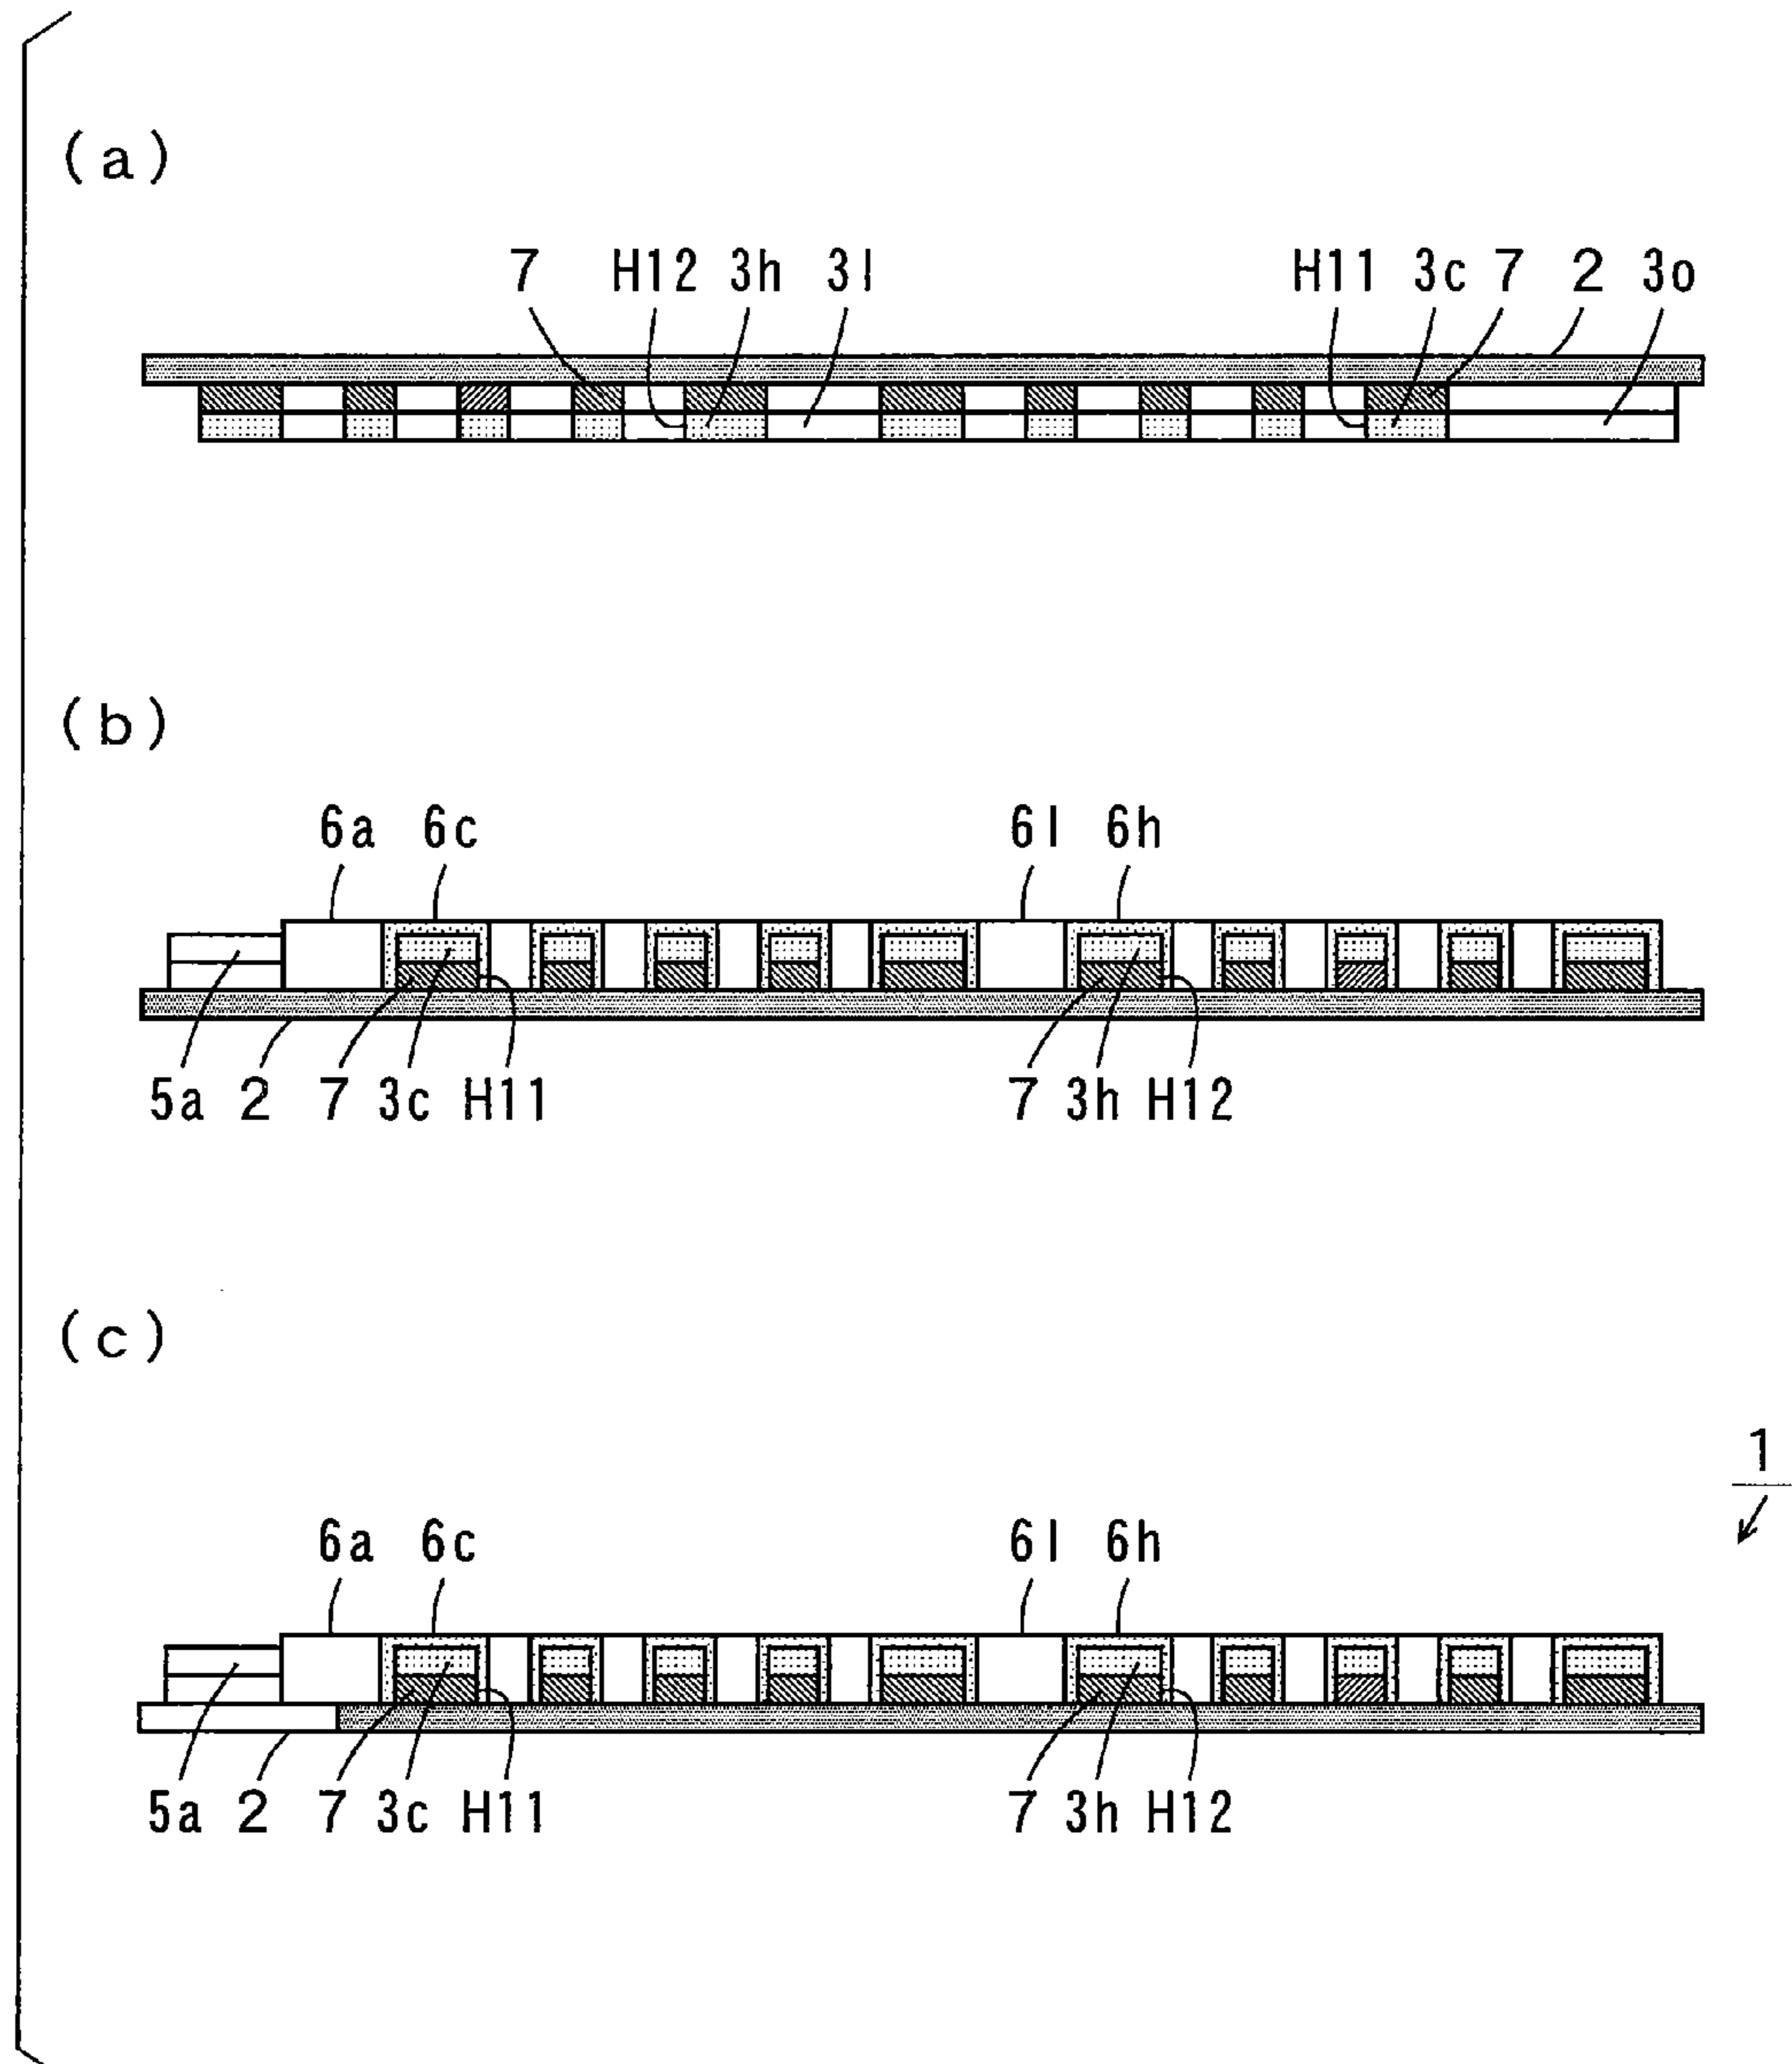 (a)
7 H12 3h 3l H11 3c 7 2 3o
(b)
6a 6c 6l 6h
5a 2 7 3c H11 7 3h H12
(c)
1
6a 6c 6l 6h
5a 2 7 3c H11 7 3h H12